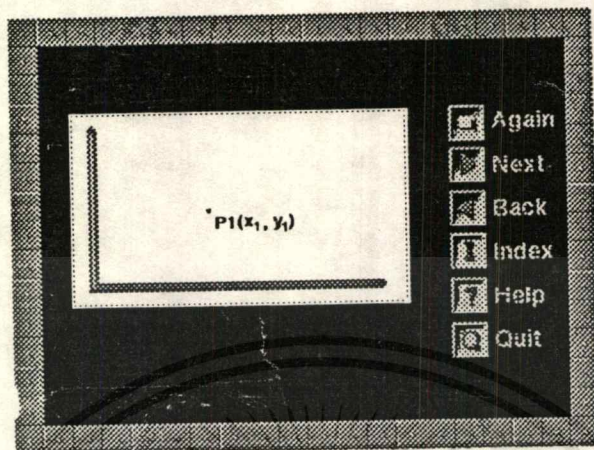 P1(x₁, y₁)
Again
Next
Back
Index
Help
Quit